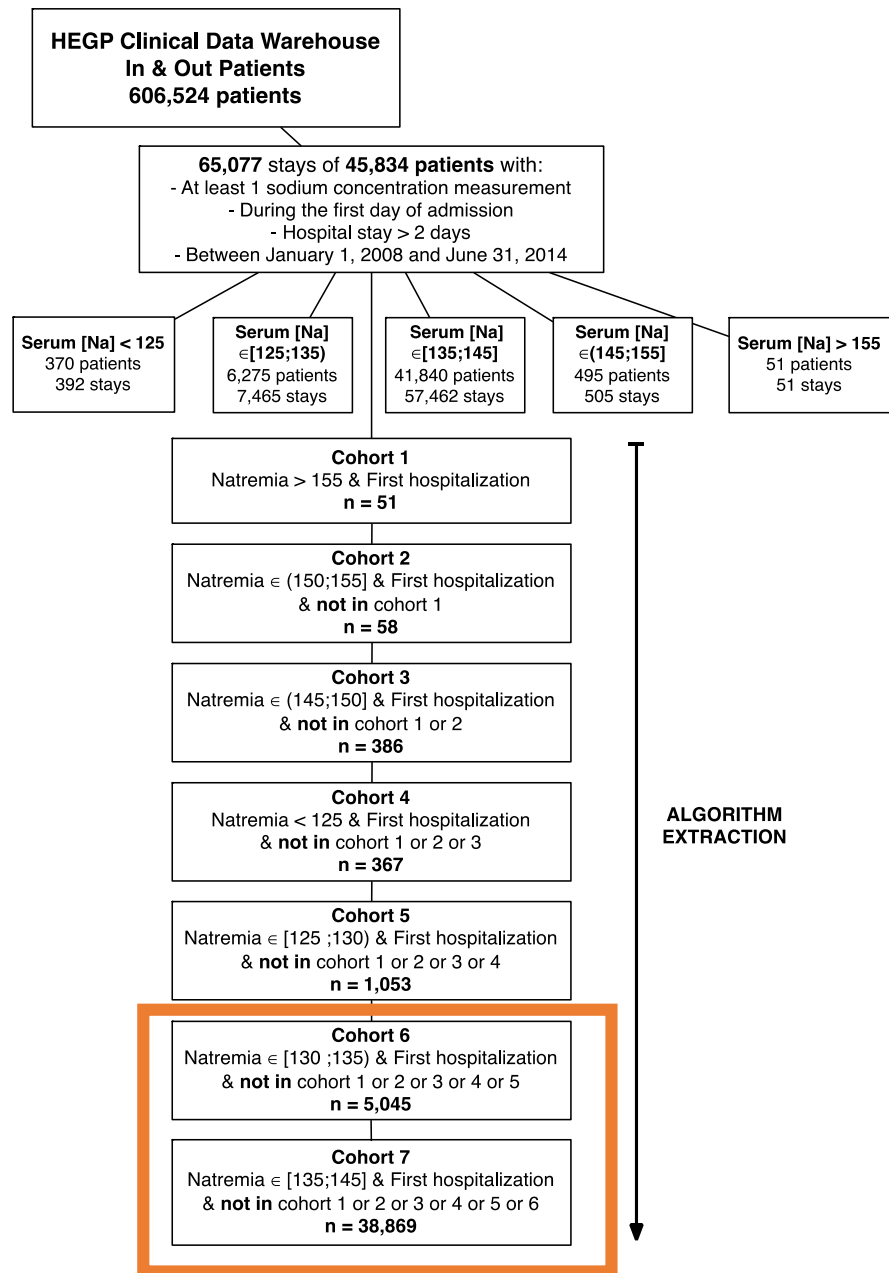 HEGP Clinical Data Warehouse
In & Out Patients
606,524 patients
65,077 stays of 45,834 patients with:
- At least 1 sodium concentration measurement
- During the first day of admission
- Hospital stay > 2 days
- Between January 1, 2008 and June 31, 2014
Serum [Na] < 125
370 patients
392 stays
Serum [Na]
∈[125;135)
6,275 patients
7,465 stays
Serum [Na]
∈[135;145]
41,840 patients
57,462 stays
Serum [Na]
∈(145;155]
495 patients
505 stays
Serum [Na] > 155
51 patients
51 stays
Cohort 1
Natremia > 155 & First hospitalization
n = 51
Cohort 2
Natremia ∈ (150;155] & First hospitalization
& not in cohort 1
n = 58
Cohort 3
Natremia ∈ (145;150] & First hospitalization
& not in cohort 1 or 2
n = 386
Cohort 4
Natremia < 125 & First hospitalization
& not in cohort 1 or 2 or 3
n = 367
Cohort 5
Natremia ∈ [125 ;130) & First hospitalization
& not in cohort 1 or 2 or 3 or 4
n = 1,053
Cohort 6
Natremia ∈ [130 ;135) & First hospitalization
& not in cohort 1 or 2 or 3 or 4 or 5
n = 5,045
Cohort 7
Natremia ∈ [135;145] & First hospitalization
& not in cohort 1 or 2 or 3 or 4 or 5 or 6
n = 38,869
ALGORITHM
EXTRACTION